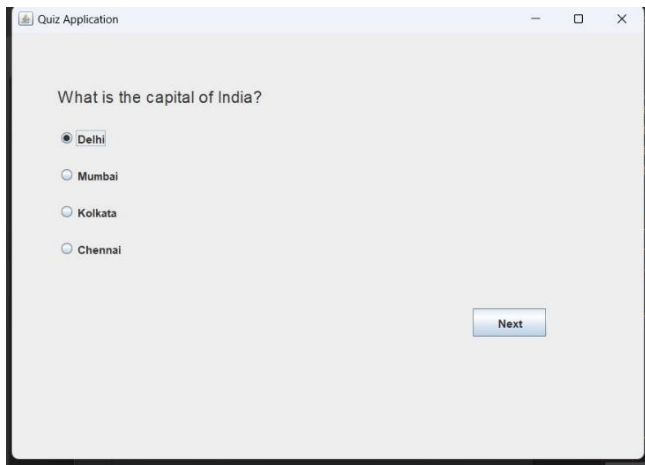 Quiz Application
What is the capital of India?
Delhi
Mumbai
Kolkata
Chennai
Next